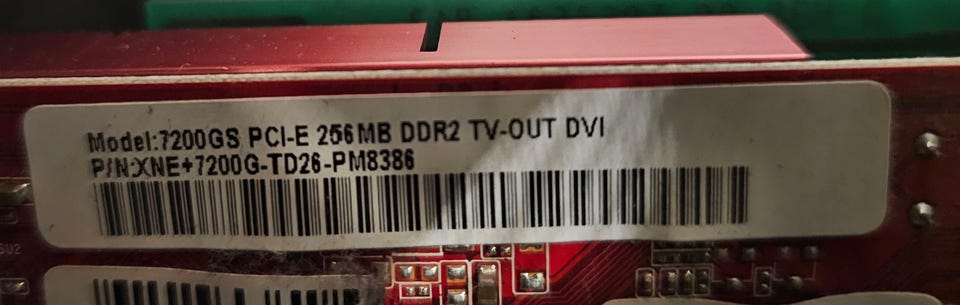 Model:7200GS PCI-E 256MB DDR2 TV-OUT DVI
P/N:XNE+7200G-TD26-PM8386